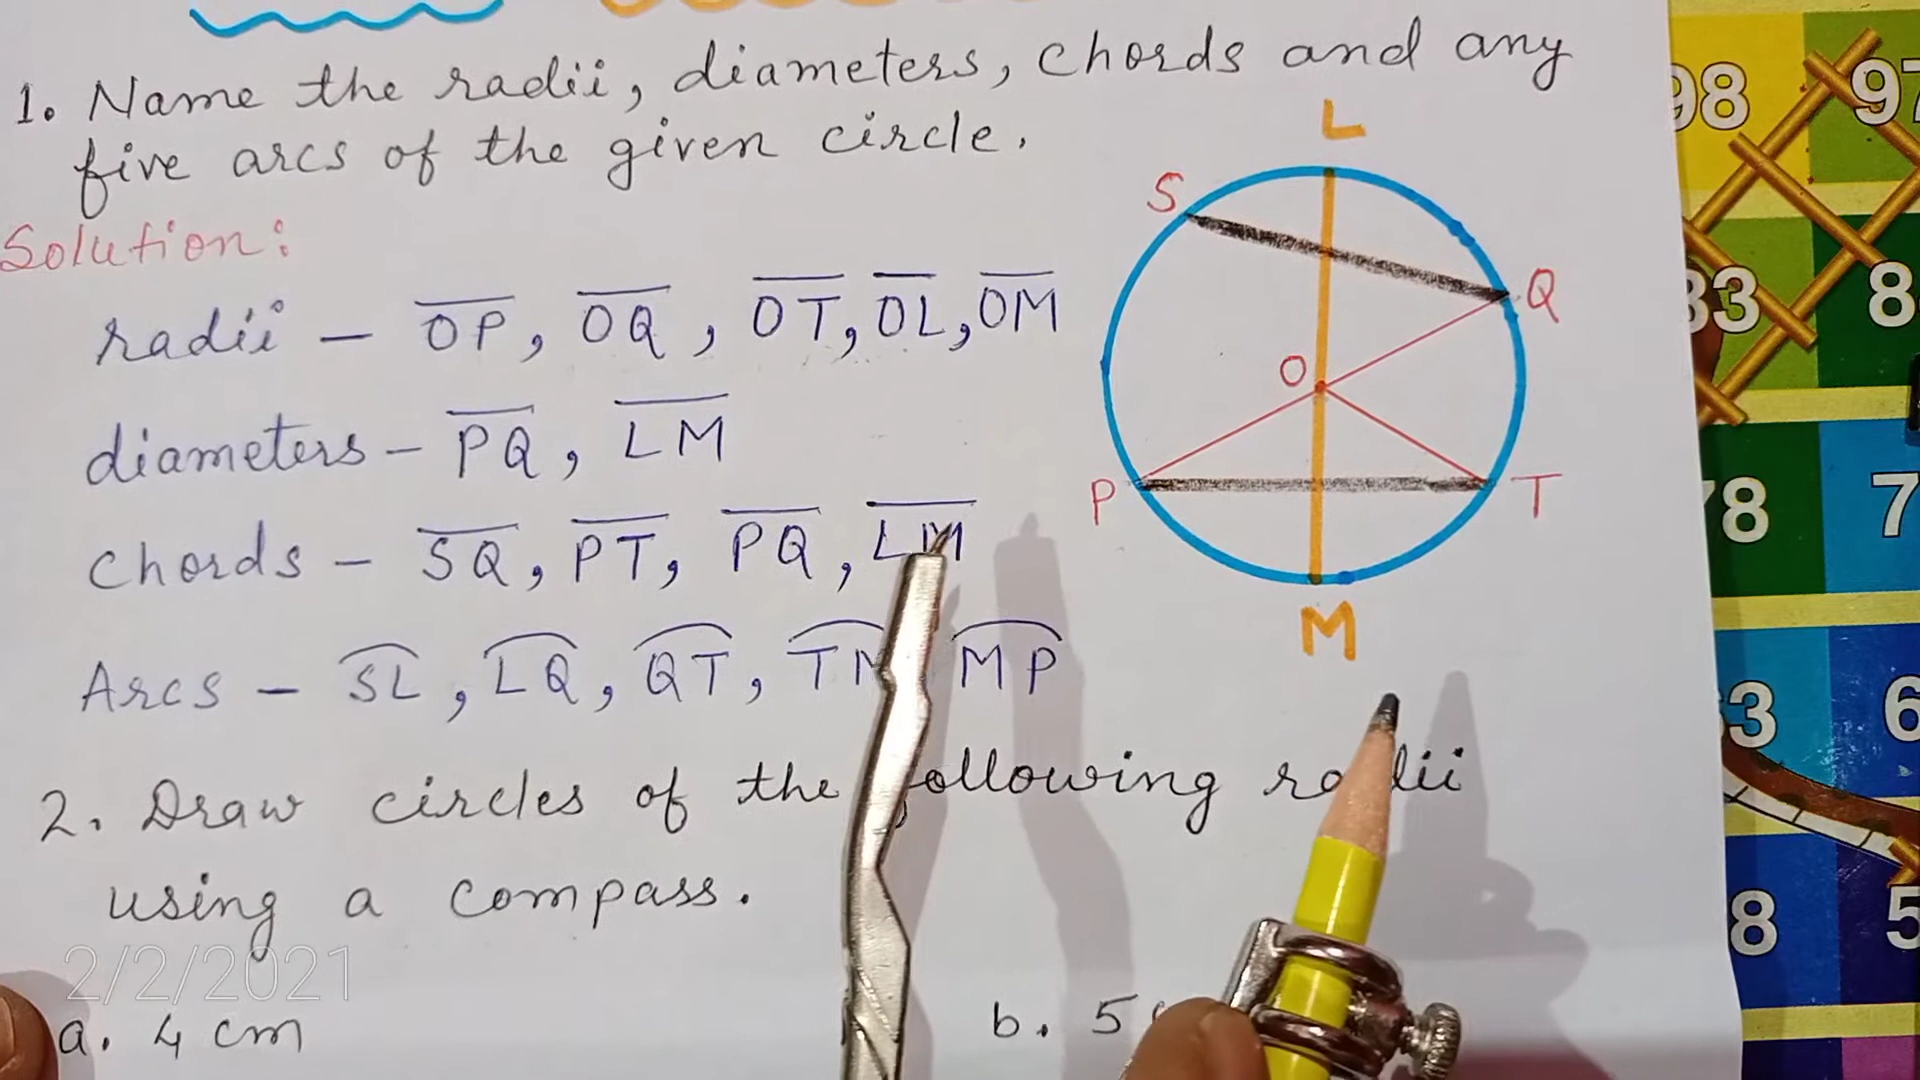 1. Name the radii, diameters, chords and any
five arcs of the given circle.
Solution:
radii - OP, OQ, OT, OL, OM
diameters - PQ, LM
Chords - SQ, PT, PQ, LM
Arcs - SL, LQ, QT, TM MP
L
S
Q
O
P
T
M
2. Draw circles of the following radii
using a compass.
2/2/2021
a. 4 cm
b. 5
98
97
83
8
78
7
63
6
8
5